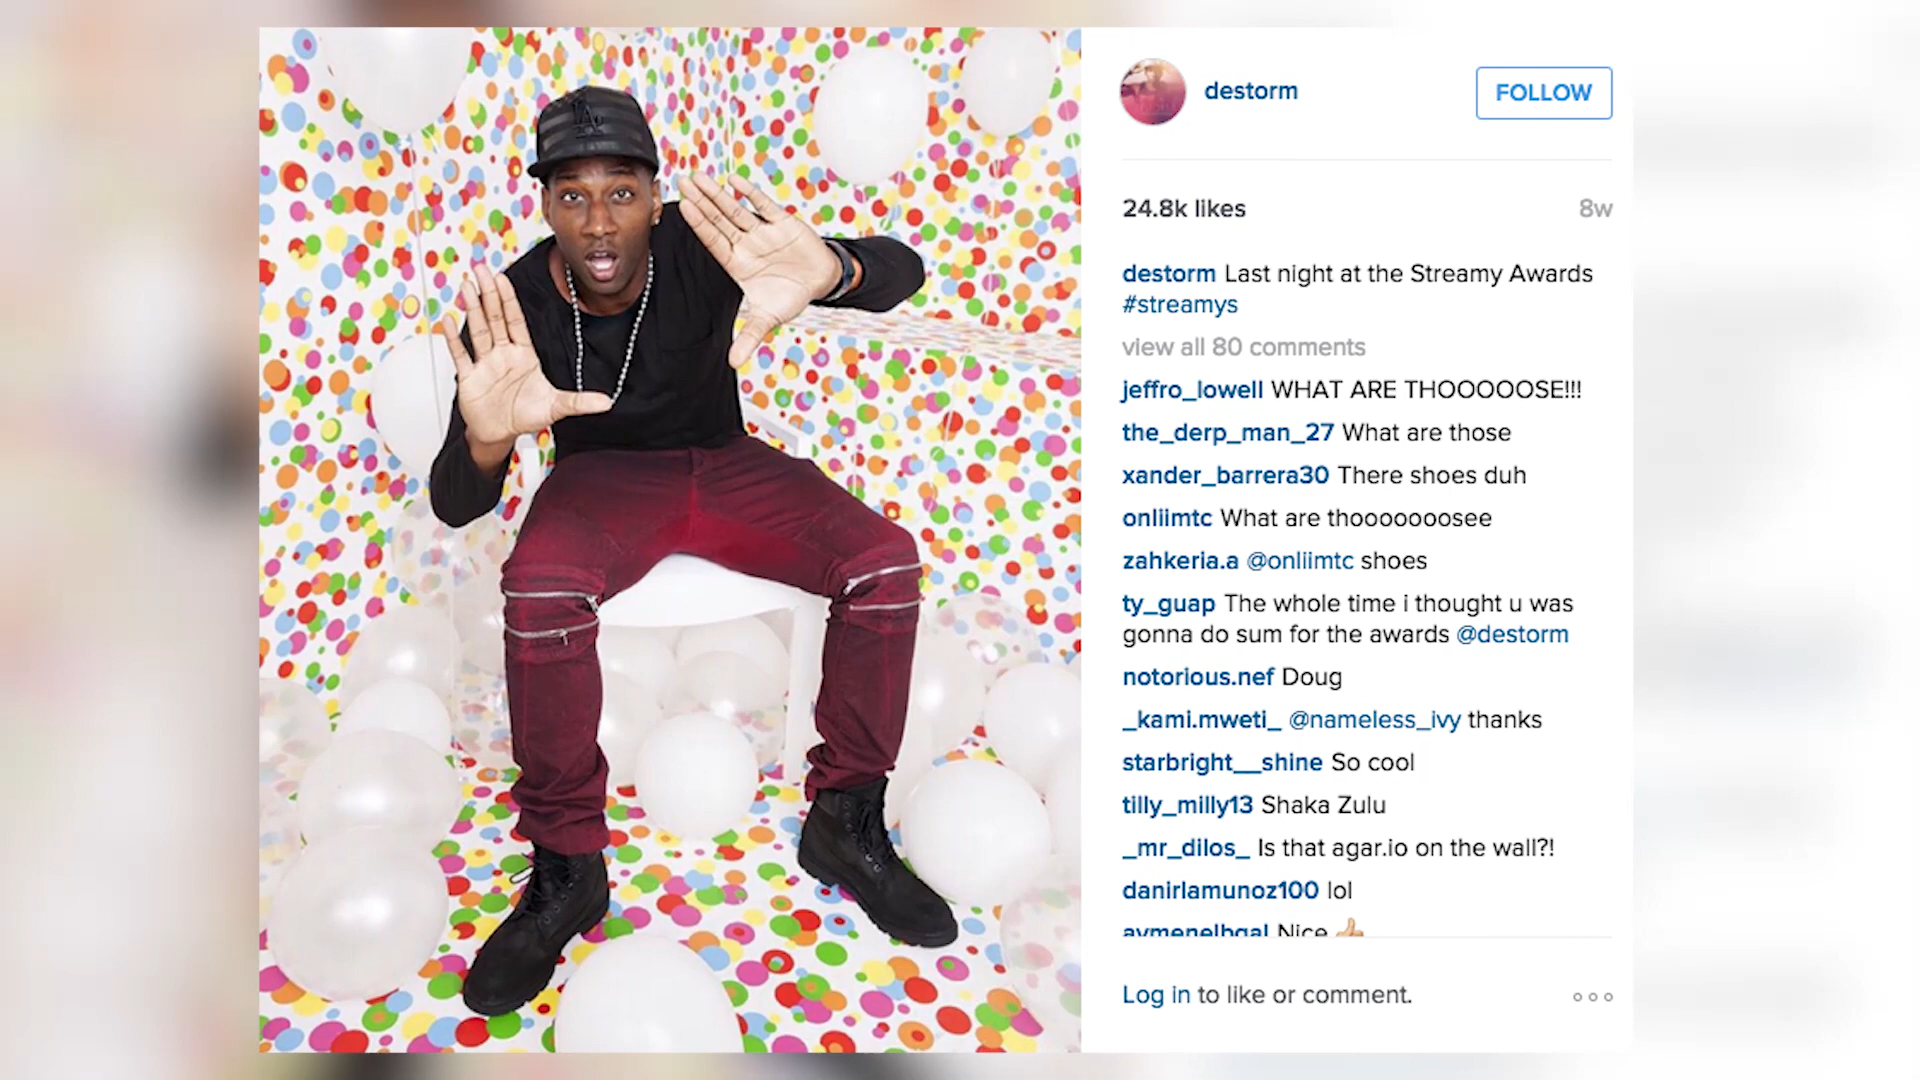 destorm
FOLLOW
24.8k likes
8w
destorm Last night at the Streamy Awards
#streamys
view all 80 comments
jeffro_lowell WHAT ARE THOOOOOSE!!!
the_derp_man_27 What are those
xander_barrera30 There shoes duh
onliimtc What are thooooooosee
zahkeria.a @onliimtc shoes
ty_guap The whole time i thought u was
gonna do sum for the awards @destorm
notorious.nef Doug
_kami.mweti_ @nameless_ivy thanks
starbright__shine So cool
tilly_milly13 Shaka Zulu
_mr_dilos_ Is that agar.io on the wall?!
danirlamunoz100 lol
aymenelbgal Nice 👍
Log in to like or comment.
LA